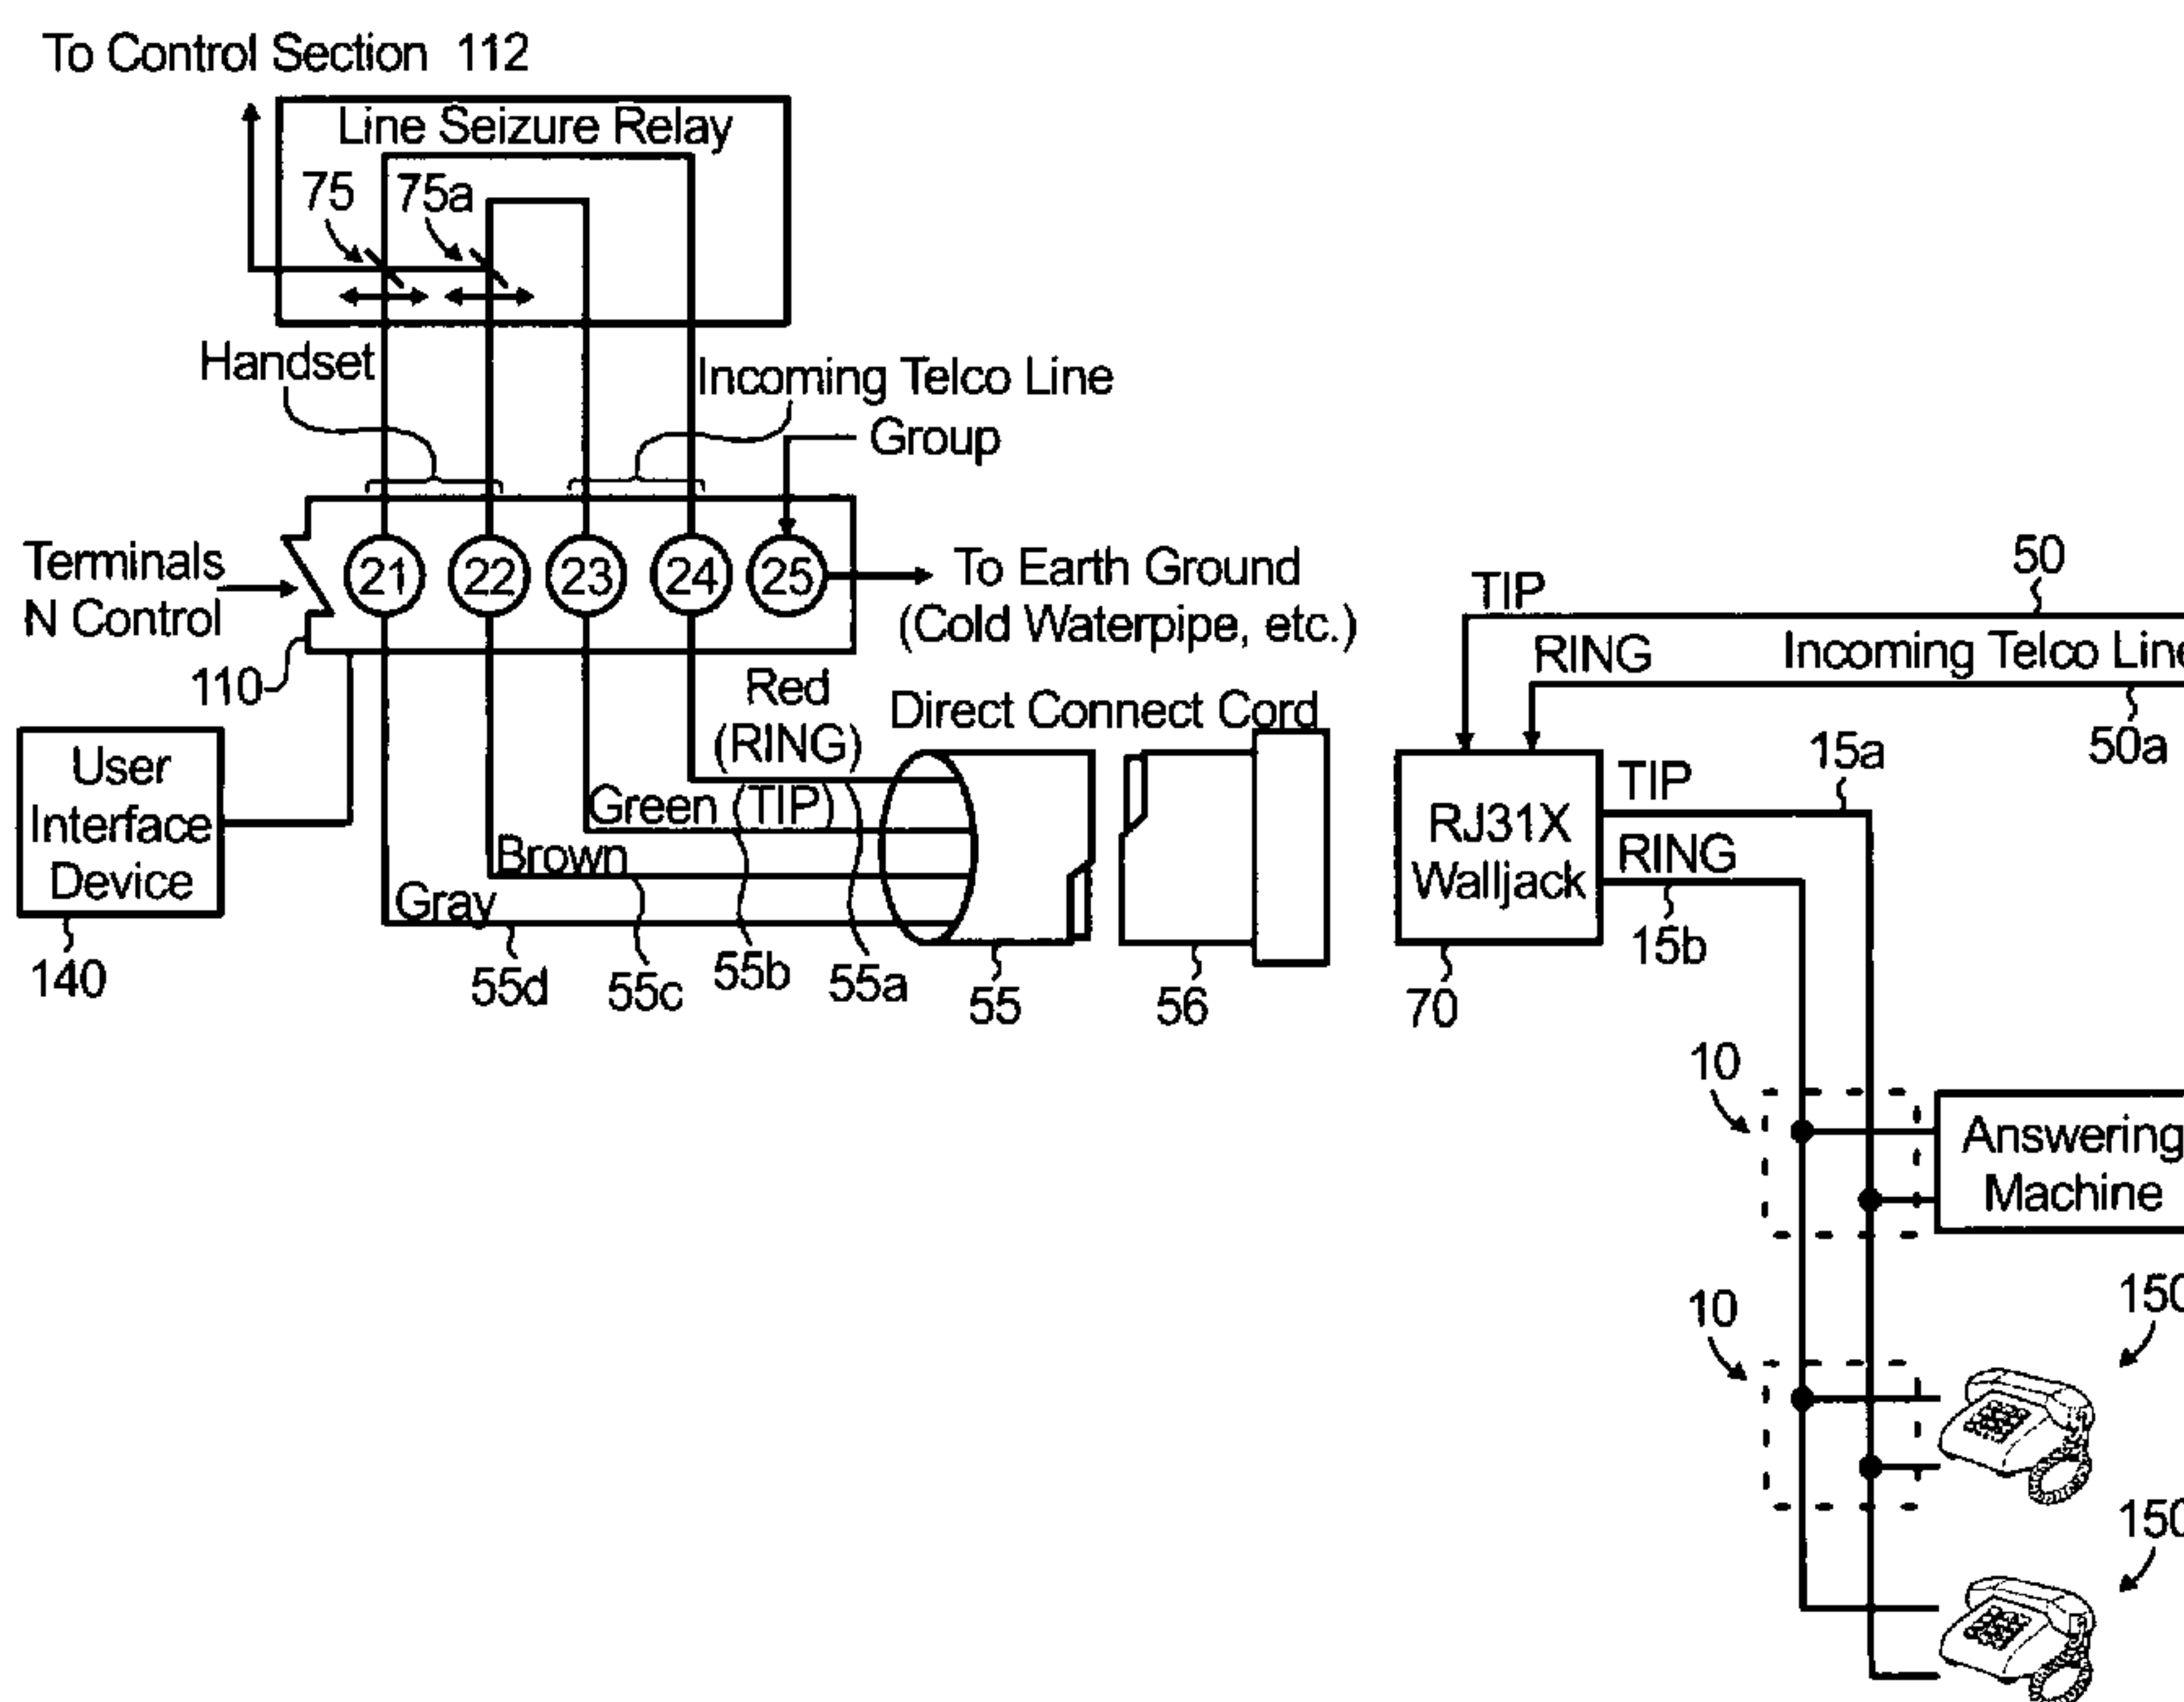 To Control Section 112
Line Seizure Relay
75
75a
Handset
Incoming Telco Line
Group
Terminals
N Control
21
22
23
24
25
To Earth Ground
(Cold Waterpipe, etc.)
110
Red
(RING)
Direct Connect Cord
Green (TIP)
Brown
Gray
User
Interface
Device
140
55d
55c
55b
55a
55
56
TIP
50
RING
Incoming Telco Line
50a
RJ31X
Walljack
70
TIP
15a
RING
15b
10
Answering
Machine
10
150
150